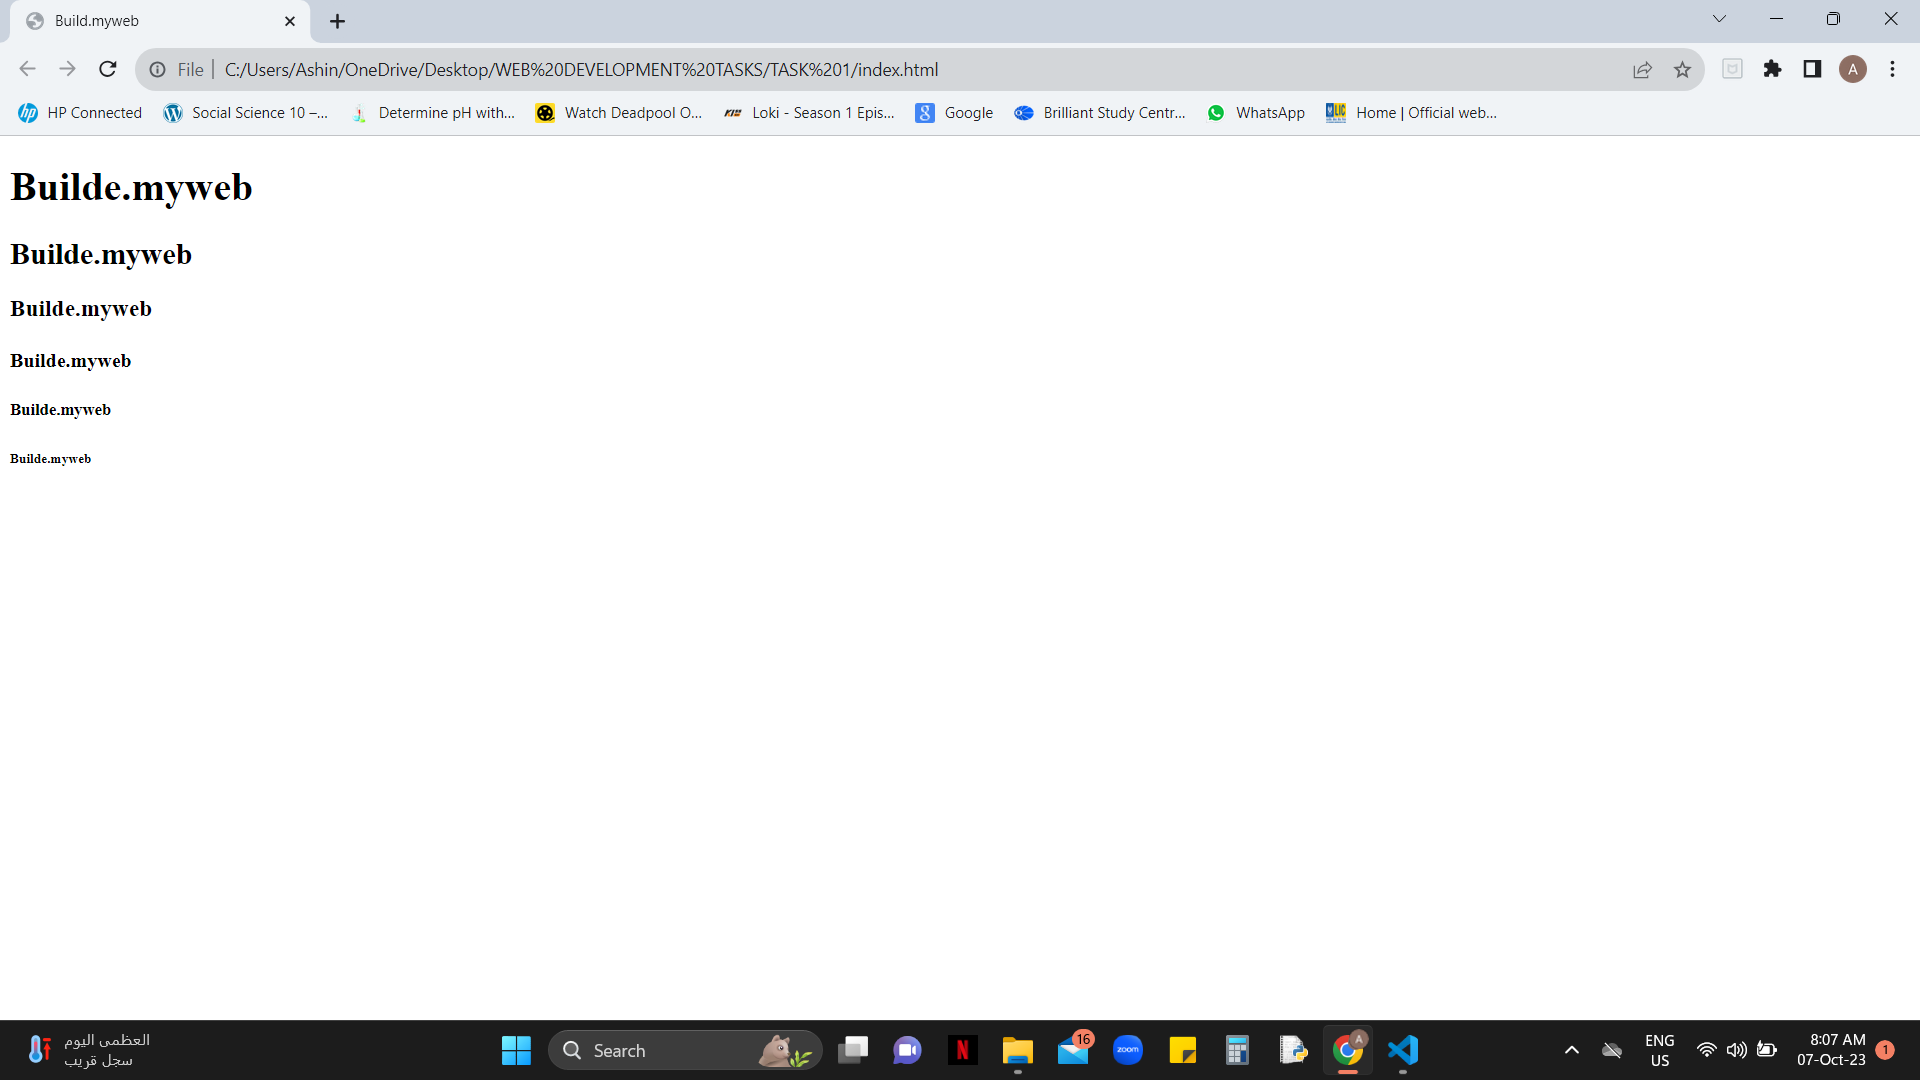 Build.myweb
File
C:/Users/Ashin/OneDrive/Desktop/WEB%20DEVELOPMENT%20TASKS/TASK%201/index.html
A
HP Connected
Social Science 10 –...
Determine pH with...
Watch Deadpool O...
Loki - Season 1 Epis...
Google
Brilliant Study Centr...
WhatsApp
Home | Official web...
Builde.myweb
Builde.myweb
Builde.myweb
Builde.myweb
Builde.myweb
Builde.myweb
العظمى اليوم
سجل قريب
Search
16
zoom
A
ENG
US
8:07 AM
07-Oct-23
1